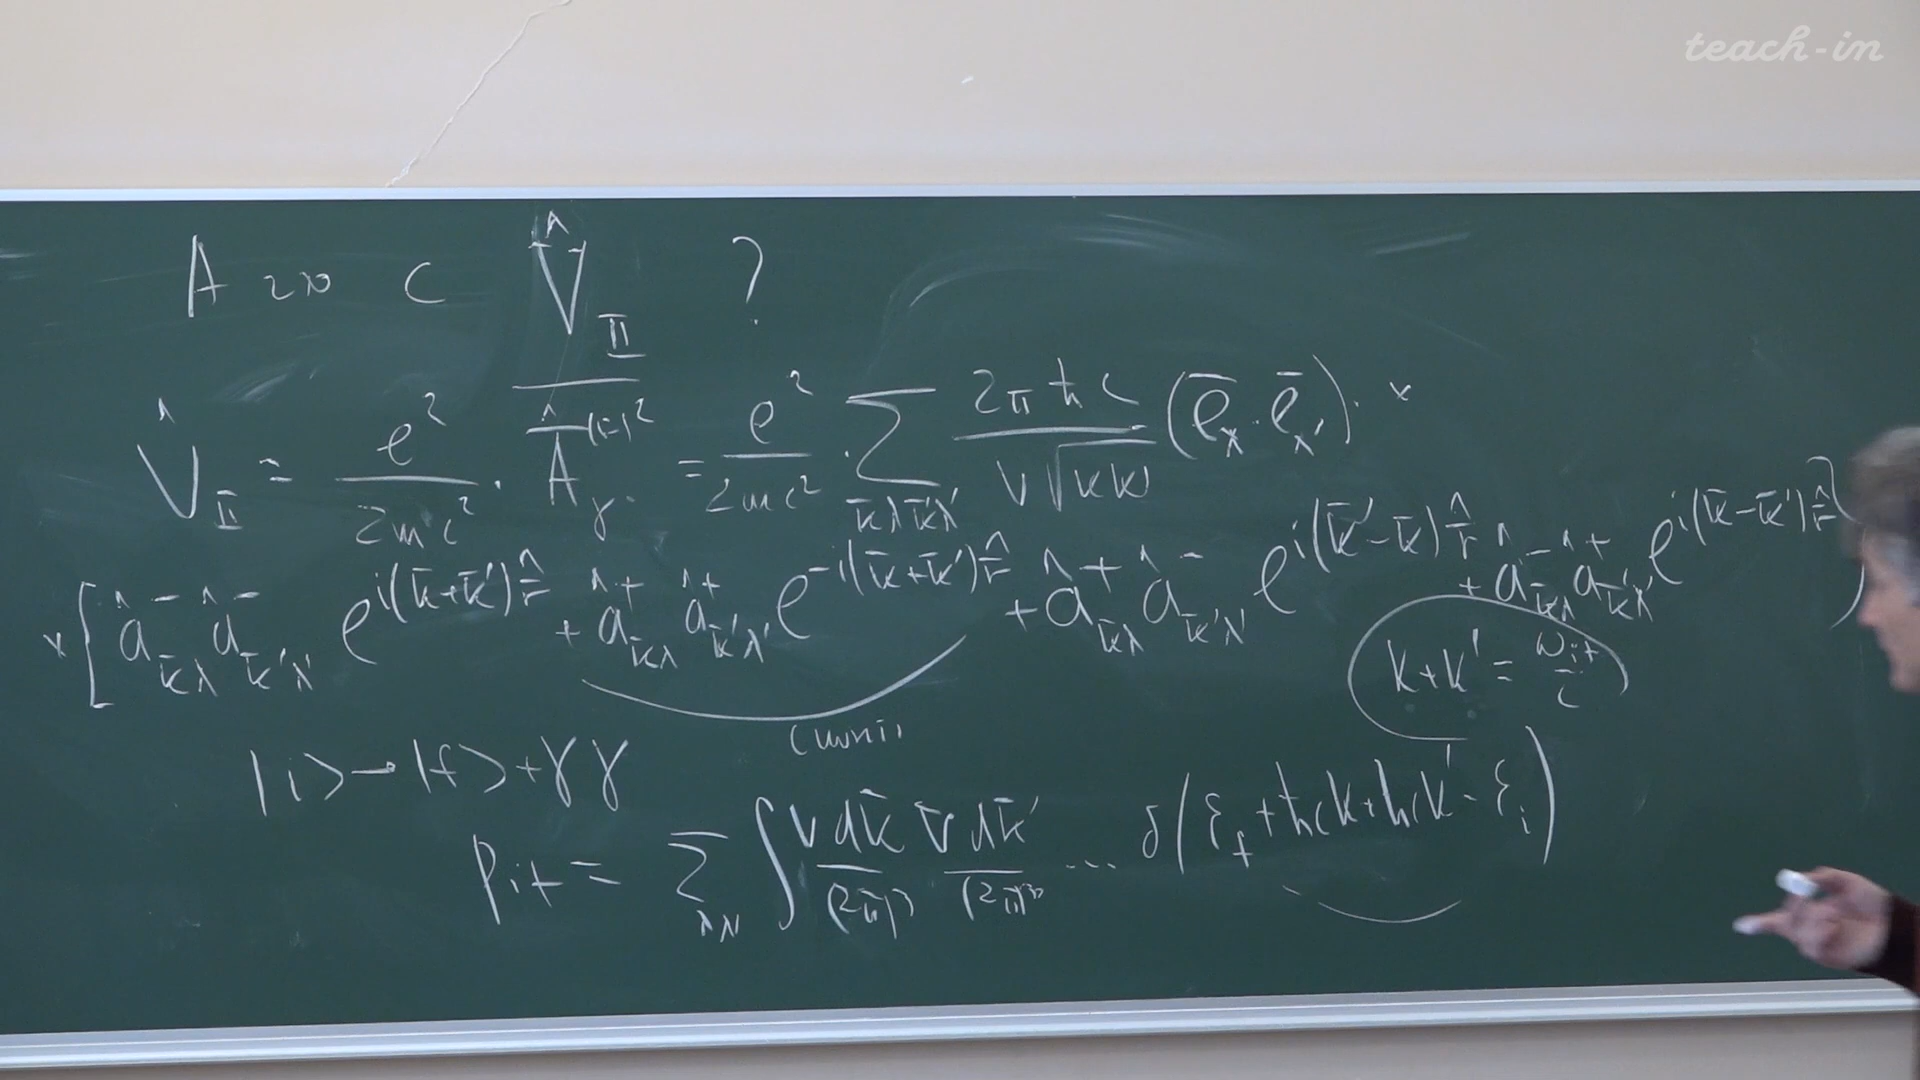 teach-in
А что с V̂_II ?
V̂_II = e²/(2mc²) · Â_γ^(r)² = e²/(2mc²) · Σ_{k̄λk̄'λ'} 2πħc/(V√(kk')) (ē_λ · ē_λ') · ×
× [ â⁻_{k̄λ} â⁻_{k̄'λ'} e^{i(k̄+k̄')r̂} + â⁺_{k̄λ} â⁺_{k̄'λ'} e^{-i(k̄+k̄')r̂} + â⁺_{k̄λ} â⁻_{k̄'λ'} e^{i(k̄'-k̄)r̂} + â⁻_{k̄λ} â⁺_{k̄'λ'} e^{i(k̄-k̄')r̂} ]
k+k' = ω_if/c
|i> → |f> + γγ
P_if = Σ_{λλ'} ∫ V dk̄/(2π)³ V dk̄'/(2π)³ ... δ(ε_f + ħck + ħck' - ε_i)